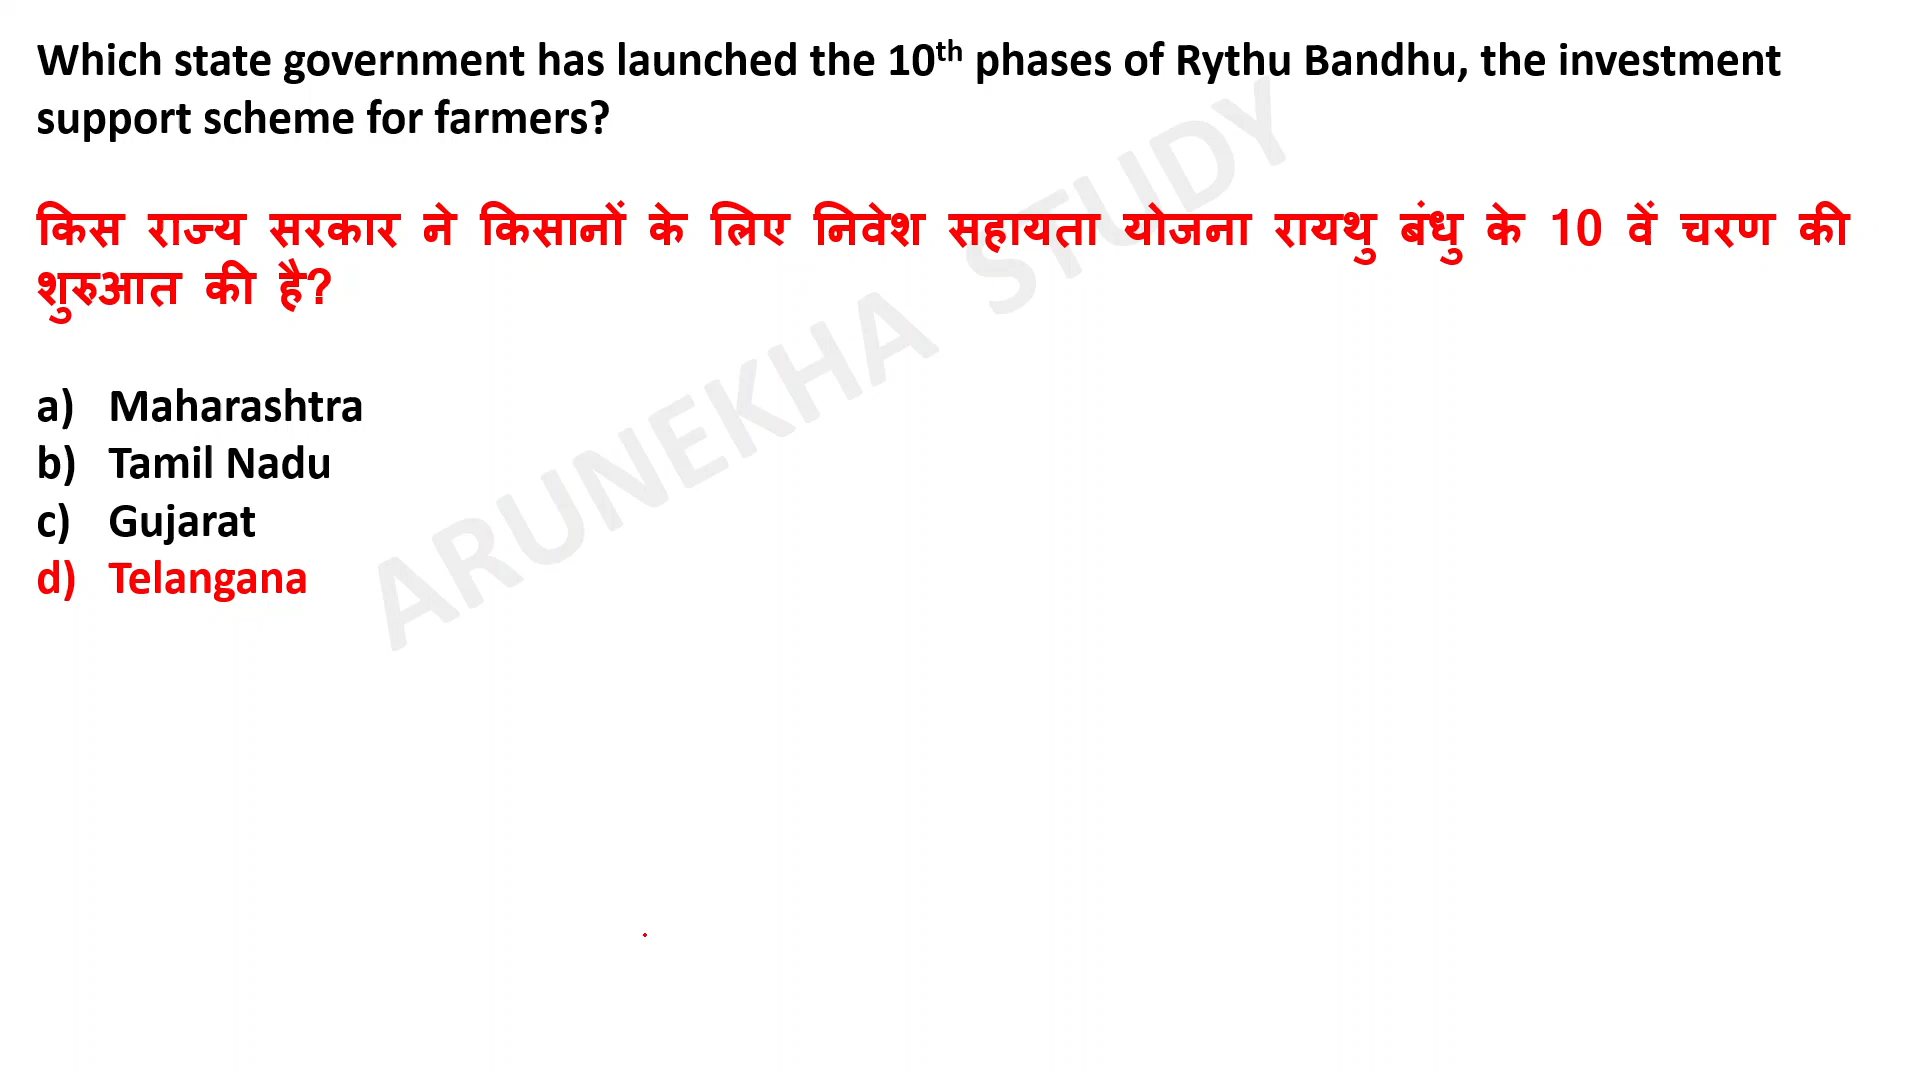 Which state government has launched the 10th phases of Rythu Bandhu, the investment
support scheme for farmers?
किस राज्य सरकार ने किसानों के लिए निवेश सहायता योजना रायथु बंधु के 10 वें चरण की
शुरुआत की है?
a) Maharashtra
b) Tamil Nadu
c) Gujarat
d) Telangana
ARUNEKHA STUDY